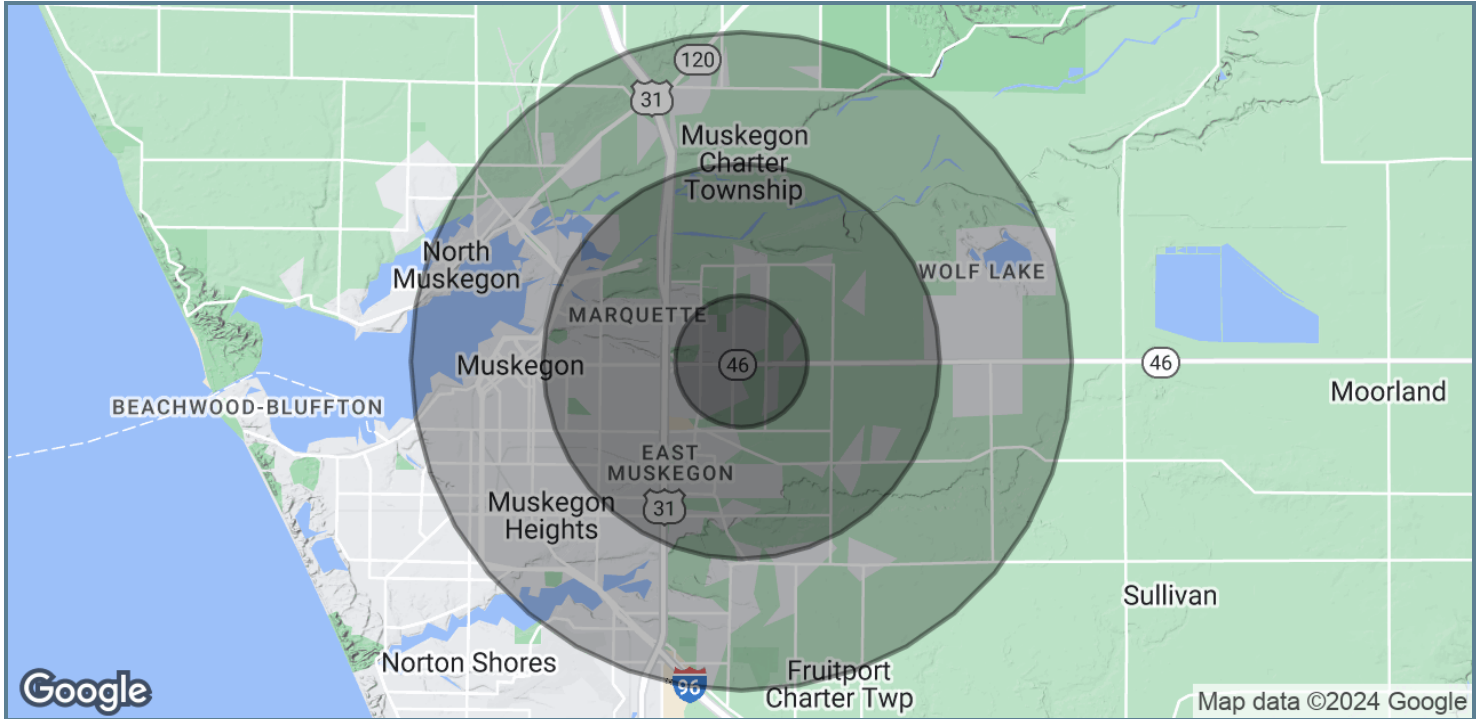 120
31
Muskegon
Charter
Township
North
Muskegon
WOLF LAKE
MARQUETTE
Muskegon
46
46
Moorland
BEACHWOOD-BLUFFTON
EAST
MUSKEGON
Muskegon
Heights
31
Sullivan
Norton Shores
Fruitport
Charter Twp
96
Google
Map data ©2024 Google